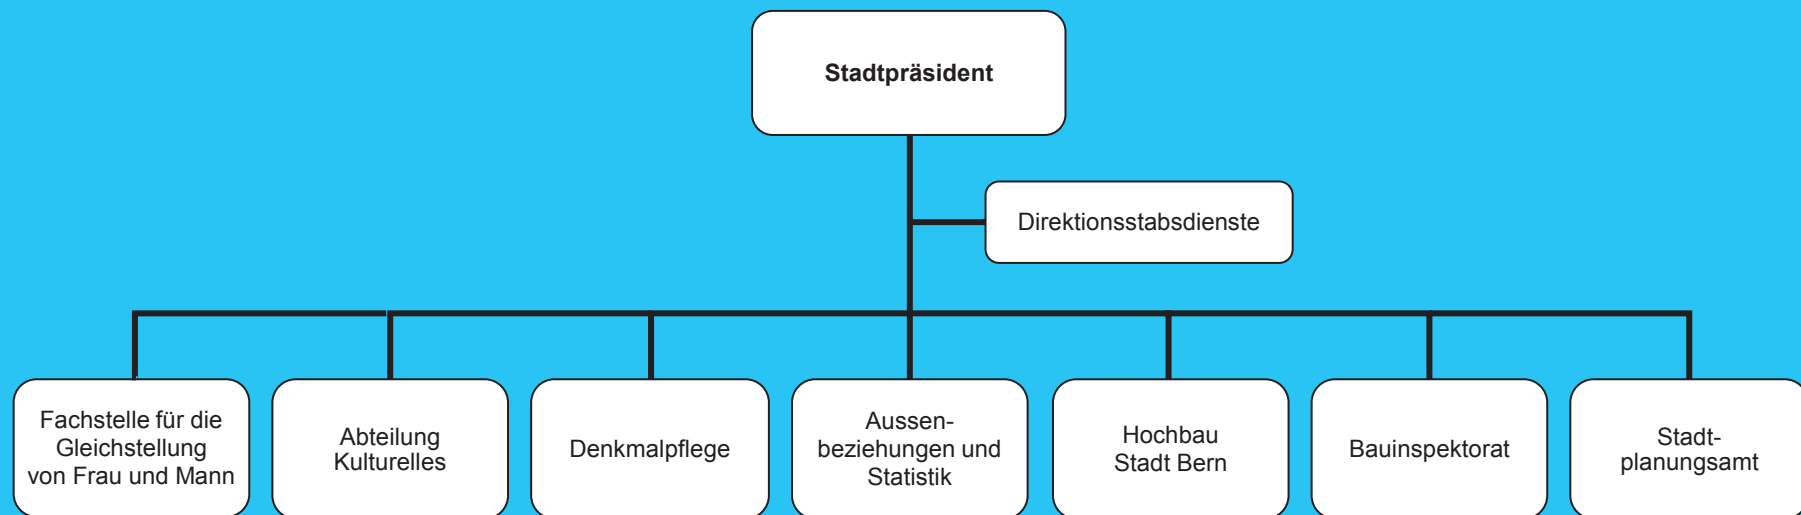 Stadtpräsident
Direktionsstabsdienste
Fachstelle für die
Gleichstellung
von Frau und Mann
Abteilung
Kulturelles
Denkmalpflege
Aussen-
beziehungen und
Statistik
Hochbau
Stadt Bern
Bauinspektorat
Stadt-
planungsamt